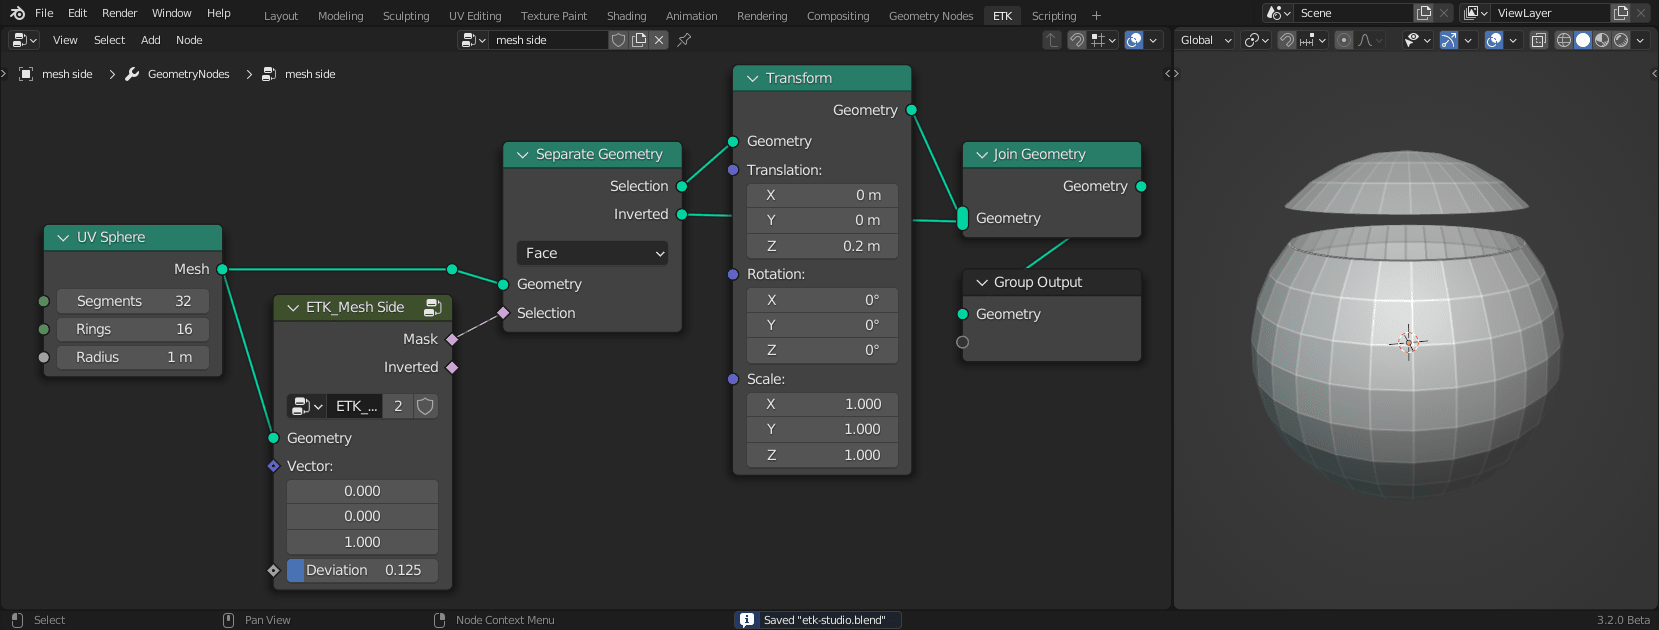 File Edit Render Window Help Layout Modeling Sculpting UV Editing Texture Paint Shading Animation Rendering Compositing Geometry Nodes ETK Scripting + Scene ViewLayer
View Select Add Node mesh side Global
mesh side > GeometryNodes > mesh side
UV Sphere
Mesh
Segments 32
Rings 16
Radius 1 m
ETK_Mesh Side
Mask
Inverted
ETK_... 2
Geometry
Vector:
0.000
0.000
1.000
Deviation 0.125
Separate Geometry
Selection
Inverted
Face
Geometry
Selection
Transform
Geometry
Geometry
Translation:
X 0 m
Y 0 m
Z 0.2 m
Rotation:
X 0°
Y 0°
Z 0°
Scale:
X 1.000
Y 1.000
Z 1.000
Join Geometry
Geometry
Geometry
Group Output
Geometry
Select Pan View Node Context Menu Saved "etk-studio.blend" 3.2.0 Beta